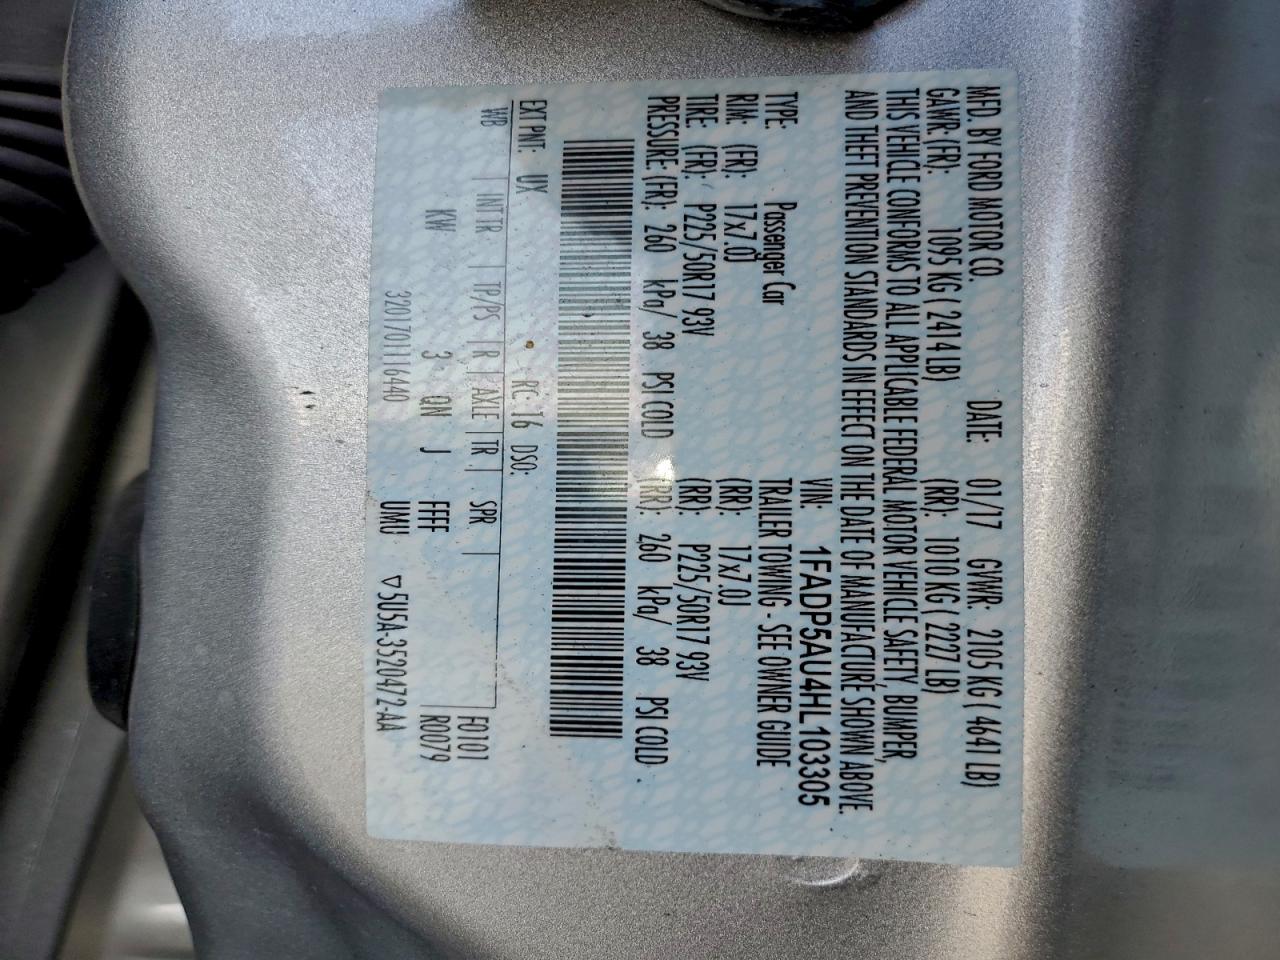 MFD. BY FORD MOTOR CO. DATE: 01/17 GVWR: 2105 KG ( 4641 LB)
GAWR: (FR): 1095 KG ( 2414 LB) (RR): 1010 KG ( 2227 LB)
THIS VEHICLE CONFORMS TO ALL APPLICABLE FEDERAL MOTOR VEHICLE SAFETY, BUMPER,
AND THEFT PREVENTION STANDARDS IN EFFECT ON THE DATE OF MANUFACTURE SHOWN ABOVE.
VIN: 1FADP5AU4HL103305
TYPE: Passenger Car TRAILER TOWING - SEE OWNER GUIDE
RIM: (FR): 17x7.0J (RR): 17x7.0J
TIRE: (FR): P225/50R17 93V (RR): P225/50R17 93V
PRESSURE: (FR): 260 kPa/ 38 PSI COLD (RR): 260 kPa/ 38 PSI COLD
EXT PNT: UX RC: T6 DSO:
WB INTR TP/PS R AXLE TR SPR F0101
KW 3 QN J FFFF R0079
3201701116440 UMU ▽5U5A-3520472-AA